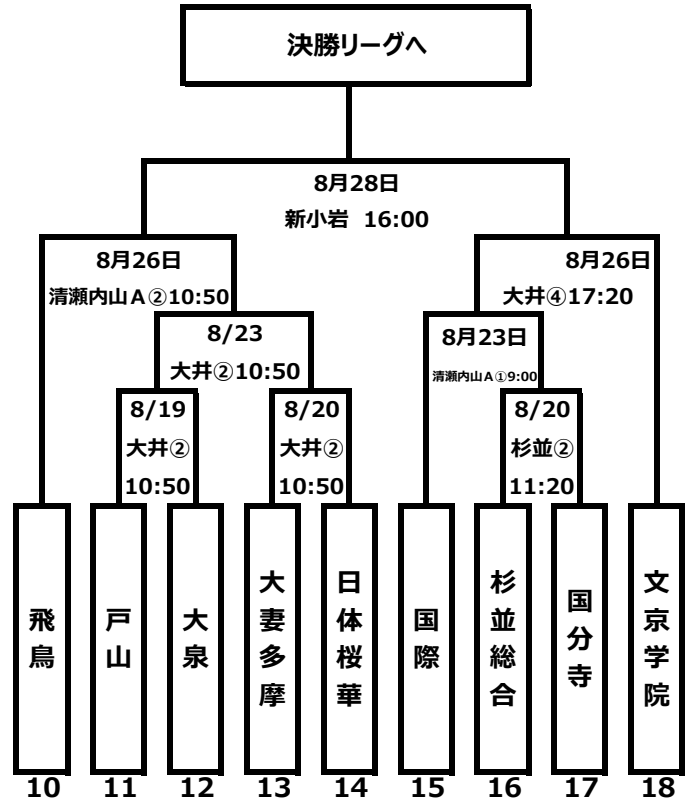 決勝リーグへ
8月28日
新小岩 16:00
8月26日
清瀬内山A②10:50
8月26日
大井④17:20
8/23
大井②10:50
8月23日
清瀬内山A①9:00
8/19
大井②
10:50
8/20
大井②
10:50
8/20
杉並②
11:20
飛鳥
戸山
大泉
大妻多摩
日体桜華
国際
杉並総合
国分寺
文京学院
10 11 12 13 14 15 16 17 18